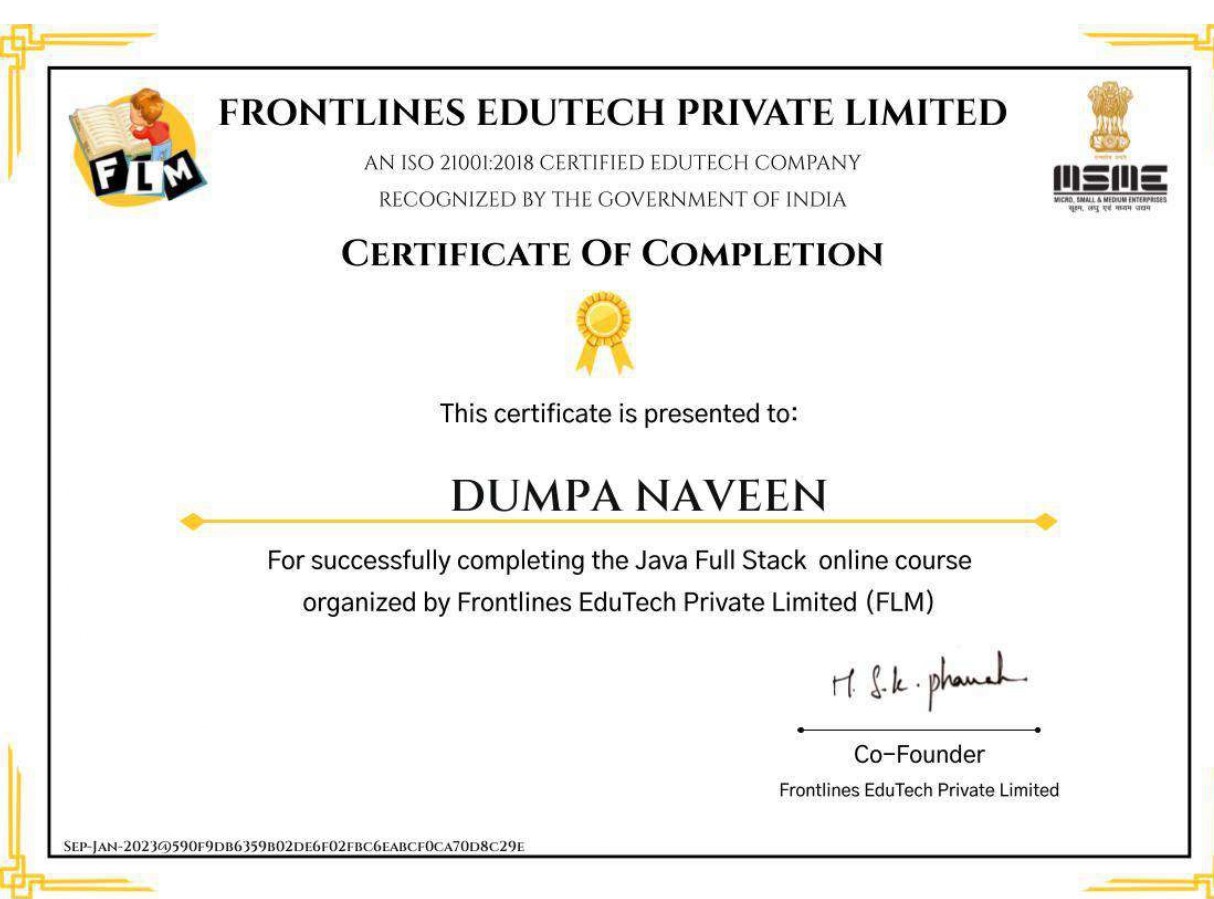 FRONTLINES EDUTECH PRIVATE LIMITED
AN ISO 21001:2018 CERTIFIED EDUTECH COMPANY
RECOGNIZED BY THE GOVERNMENT OF INDIA
FLM
सत्यमेव जयते
MSME
MICRO, SMALL & MEDIUM ENTERPRISES
सूक्ष्म, लघु एवं मध्यम उद्यम
CERTIFICATE OF COMPLETION
This certificate is presented to:
DUMPA NAVEEN
For successfully completing the Java Full Stack online course
organized by Frontlines EduTech Private Limited (FLM)
M. S.k.
Co-Founder
Frontlines EduTech Private Limited
SEP-JAN-2023@590F9DB6359B02DE6F02FBC6EABCF0CA70D8C29E